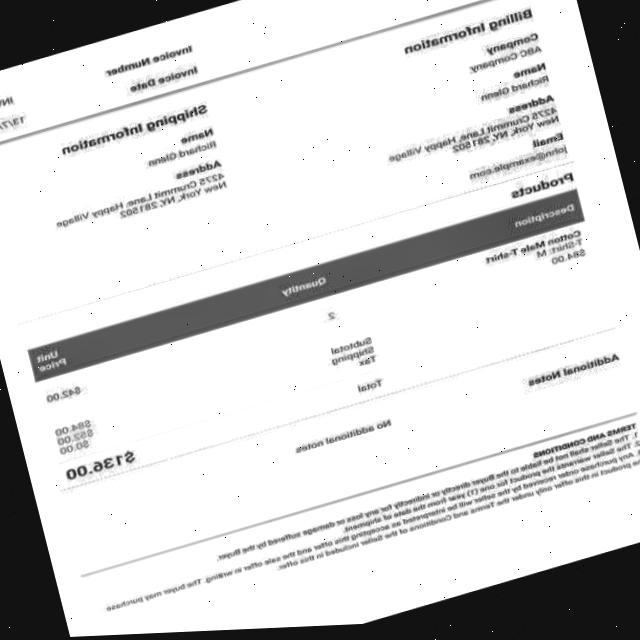 Invoice Number
Invoice Date
Billing Information
Company
ABC Company
Name
Richard Glenn
Address
4275 Crummit Lane, Happy Village
New York, NY, 281502
Email
john@example.com
Shipping Information
Name
Richard Glenn
Address
4275 Crummit Lane, Happy Village
New York, NY, 281502
Products
Description
Quantity
Unit Price
Cotton Male T-shirt
T-Shirt: M
$84.00
2
$42.00
Subtotal
$84.00
Shipping
$52.00
Tax
$0.00
Total
$136.00
Additional Notes
No additional notes
TERMS AND CONDITIONS
1. The Seller shall not be liable to the Buyer directly or indirectly for any loss or damage suffered by the Buyer.
2. The Seller warrants the product for one (1) year from the date of shipment.
Any purchase order received by the seller will be interpreted as accepting this offer and the sale offer in writing. The buyer may purchase
product in this offer only under the Terms and Conditions of the Seller included in this offer.